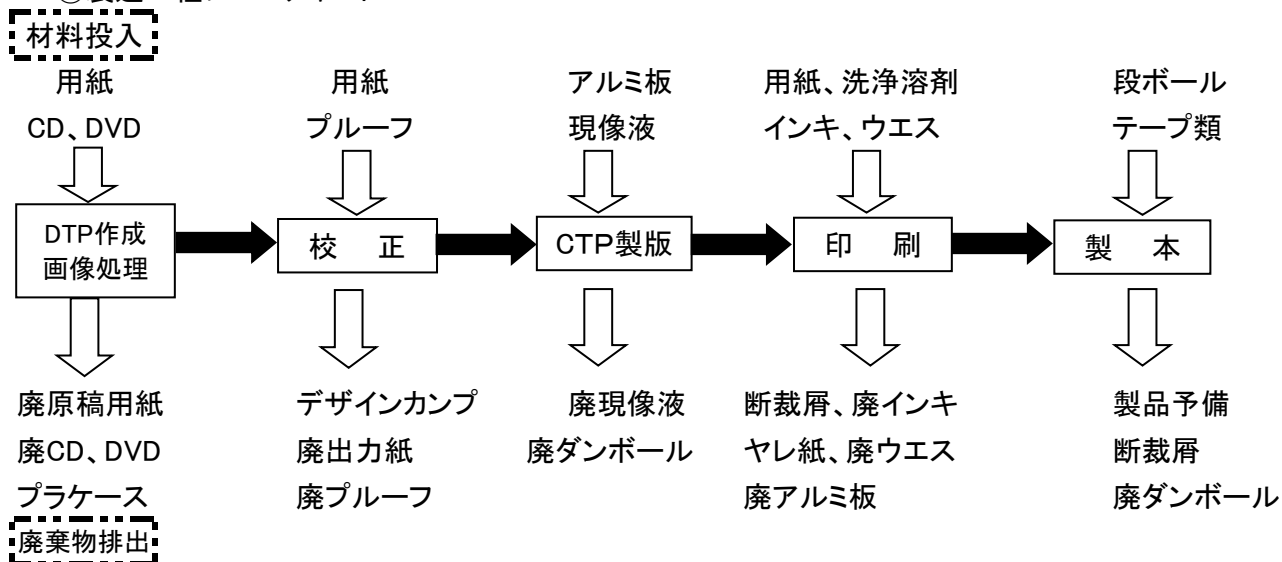 材料投入
用紙
CD、DVD
用紙
プルーフ
アルミ板
現像液
用紙、洗浄溶剤
インキ、ウエス
段ボール
テープ類
DTP作成
画像処理
校 正
CTP製版
印 刷
製 本
廃原稿用紙
廃CD、DVD
プラケース
デザインカンプ
廃出力紙
廃プルーフ
廃現像液
廃ダンボール
断裁屑、廃インキ
ヤレ紙、廃ウエス
廃アルミ板
製品予備
断裁屑
廃ダンボール
廃棄物排出